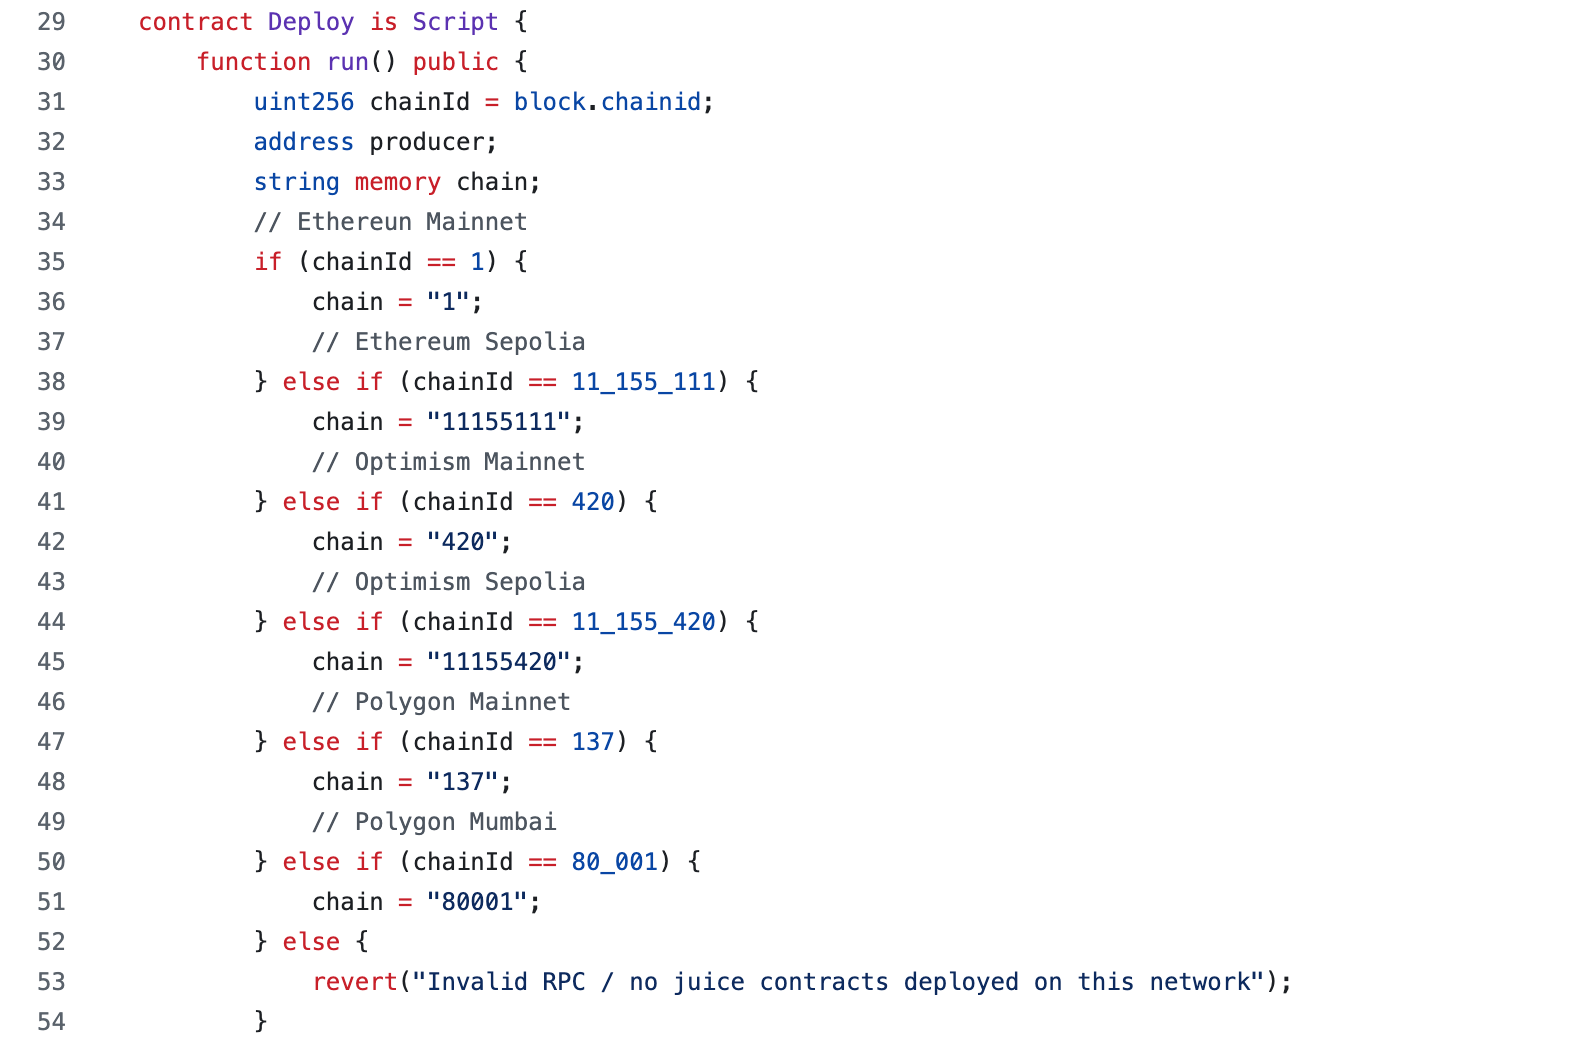 29 contract Deploy is Script {
30 function run() public {
31 uint256 chainId = block.chainid;
32 address producer;
33 string memory chain;
34 // Ethereun Mainnet
35 if (chainId == 1) {
36 chain = "1";
37 // Ethereum Sepolia
38 } else if (chainId == 11_155_111) {
39 chain = "11155111";
40 // Optimism Mainnet
41 } else if (chainId == 420) {
42 chain = "420";
43 // Optimism Sepolia
44 } else if (chainId == 11_155_420) {
45 chain = "11155420";
46 // Polygon Mainnet
47 } else if (chainId == 137) {
48 chain = "137";
49 // Polygon Mumbai
50 } else if (chainId == 80_001) {
51 chain = "80001";
52 } else {
53 revert("Invalid RPC / no juice contracts deployed on this network");
54 }